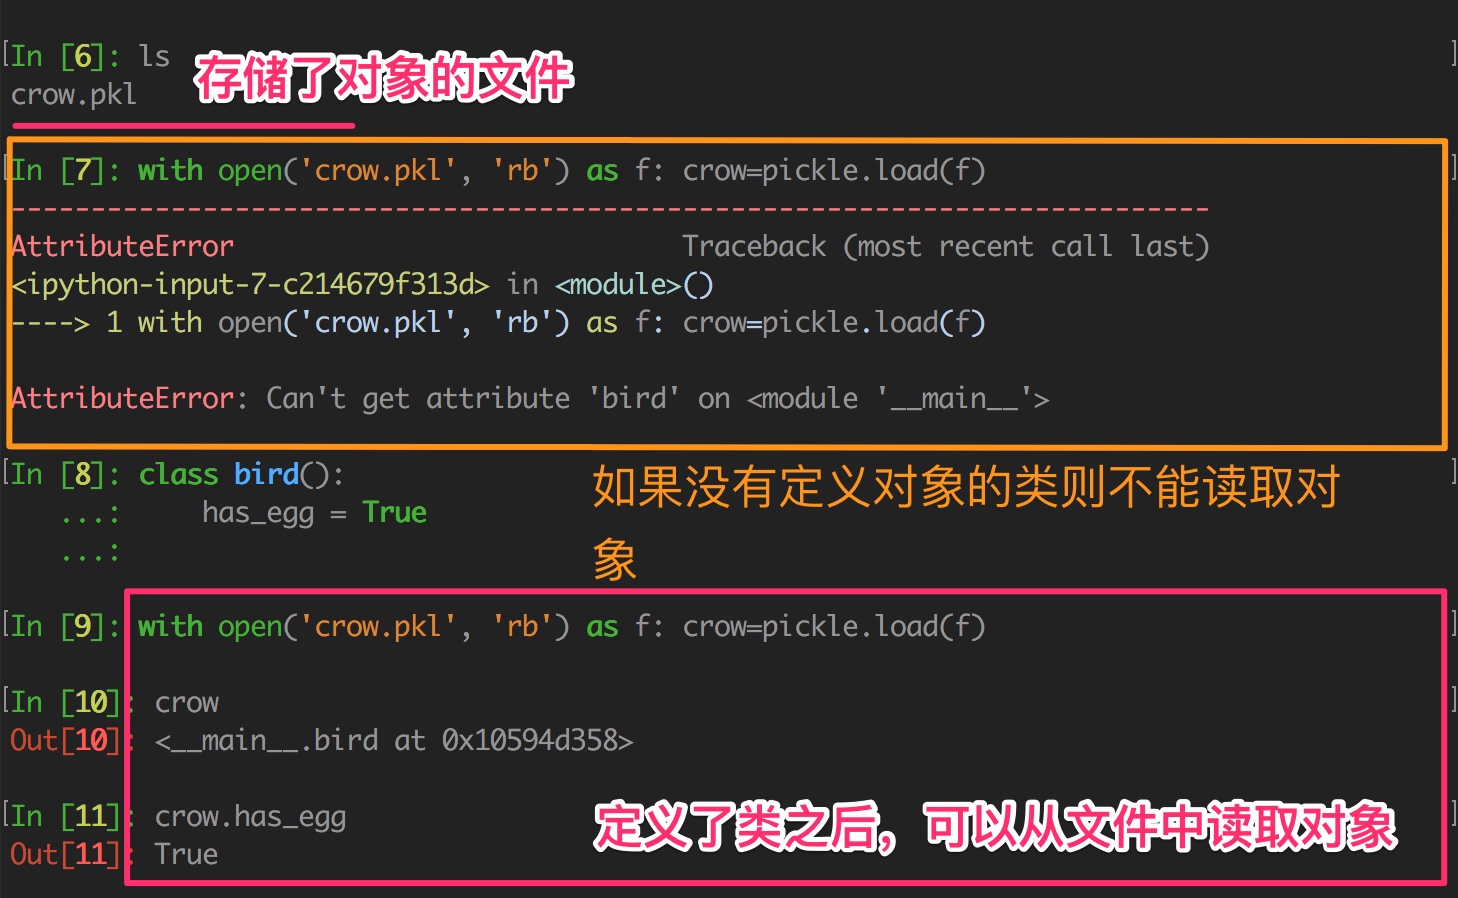 In [6]: ls
存储了对象的文件
crow.pkl
In [7]: with open('crow.pkl', 'rb') as f: crow=pickle.load(f)
---------------------------------------------------------------------------
AttributeError                            Traceback (most recent call last)
<ipython-input-7-c214679f313d> in <module>()
----> 1 with open('crow.pkl', 'rb') as f: crow=pickle.load(f)
AttributeError: Can't get attribute 'bird' on <module '__main__'>
In [8]: class bird():
...:     has_egg = True
...:
如果没有定义对象的类则不能读取对
象
In [9]: with open('crow.pkl', 'rb') as f: crow=pickle.load(f)
In [10]: crow
Out[10]: <__main__.bird at 0x10594d358>
In [11]: crow.has_egg
Out[11]: True
定义了类之后，可以从文件中读取对象